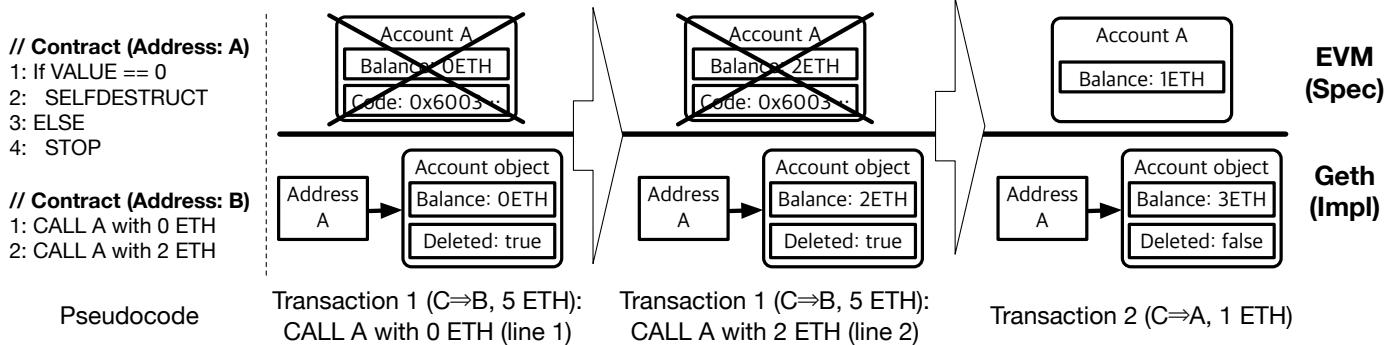 // Contract (Address: A)
1: If VALUE == 0
2:   SELFDESTRUCT
3: ELSE
4:   STOP
// Contract (Address: B)
1: CALL A with 0 ETH
2: CALL A with 2 ETH
Pseudocode
Account A
Balance: 0ETH
Code: 0x6003…
Account A
Balance: 2ETH
Code: 0x6003…
Account A
Balance: 1ETH
EVM
(Spec)
Address
A
Account object
Balance: 0ETH
Deleted: true
Address
A
Account object
Balance: 2ETH
Deleted: true
Address
A
Account object
Balance: 3ETH
Deleted: false
Geth
(Impl)
Transaction 1 (C⇒B, 5 ETH):
CALL A with 0 ETH (line 1)
Transaction 1 (C⇒B, 5 ETH):
CALL A with 2 ETH (line 2)
Transaction 2 (C⇒A, 1 ETH)